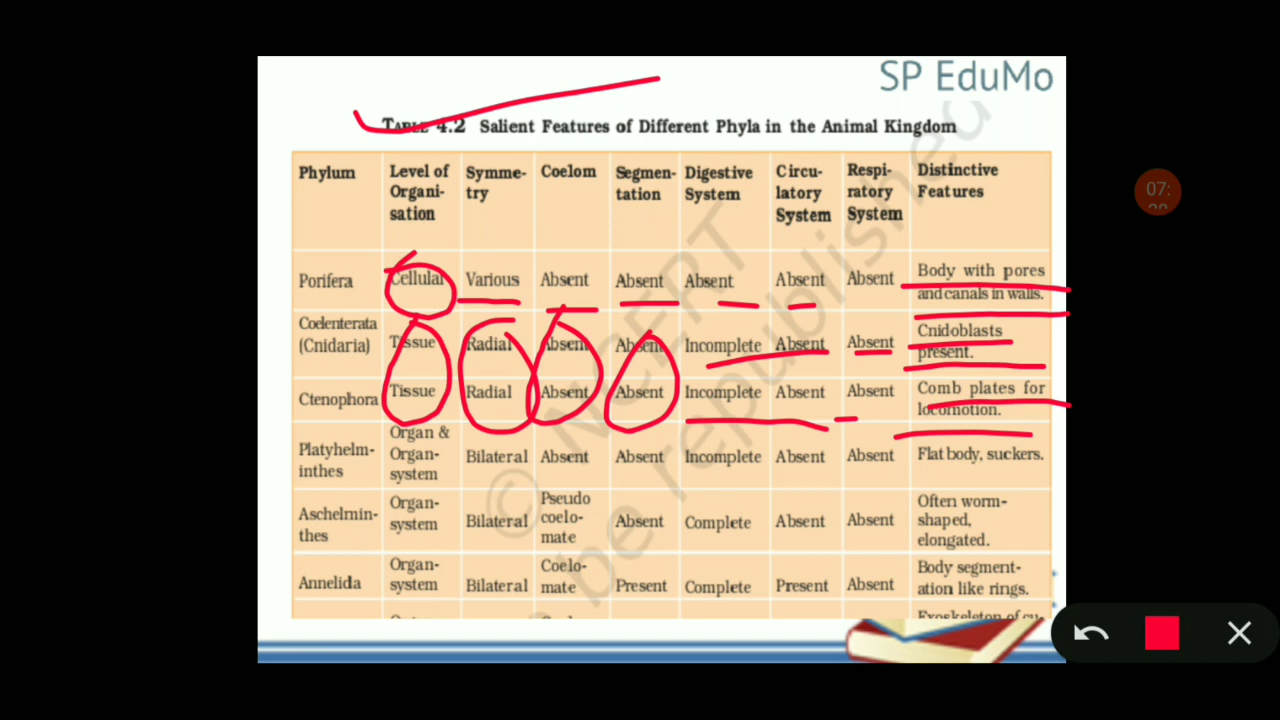 SP EduMo
TABLE 4.2 Salient Features of Different Phyla in the Animal Kingdom
Phylum Level of Organi-sation Symme-try Coelom Segmen-tation Digestive System Circu-latory System Respi-ratory System Distinctive Features
Porifera Cellular Various Absent Absent Absent Absent Absent Body with pores and canals in walls.
Coelenterata (Cnidaria) Tissue Radial Absent Absent Incomplete Absent Absent Cnidoblasts present.
Ctenophora Tissue Radial Absent Absent Incomplete Absent Absent Comb plates for locomotion.
Platyhelm-inthes Organ & Organ-system Bilateral Absent Absent Incomplete Absent Absent Flat body, suckers.
Aschelmin-thes Organ-system Bilateral Pseudo coelo-mate Absent Complete Absent Absent Often worm-shaped, elongated.
Annelida Organ-system Bilateral Coelo-mate Present Complete Present Absent Body segment-ation like rings.
© NCERT
be republished
07: